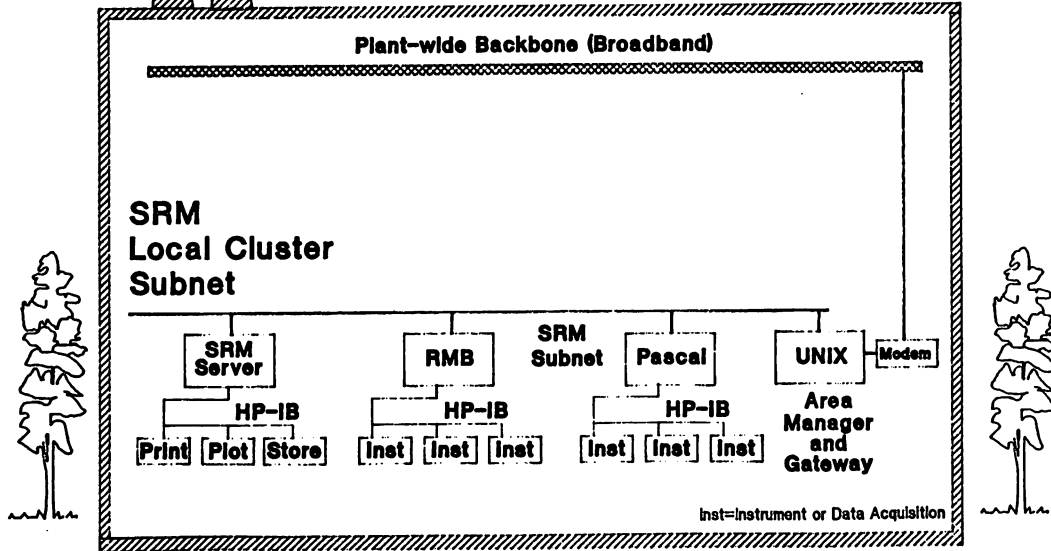 Plant-wide Backbone (Broadband)
SRM
Local Cluster
Subnet
SRM
Server
RMB
SRM
Subnet
Pascal
UNIX
Modem
HP-IB
HP-IB
HP-IB
Area
Manager
and
Gateway
Print
Plot
Store
Inst
Inst
Inst
Inst
Inst
Inst
Inst=Instrument or Data Acquisition